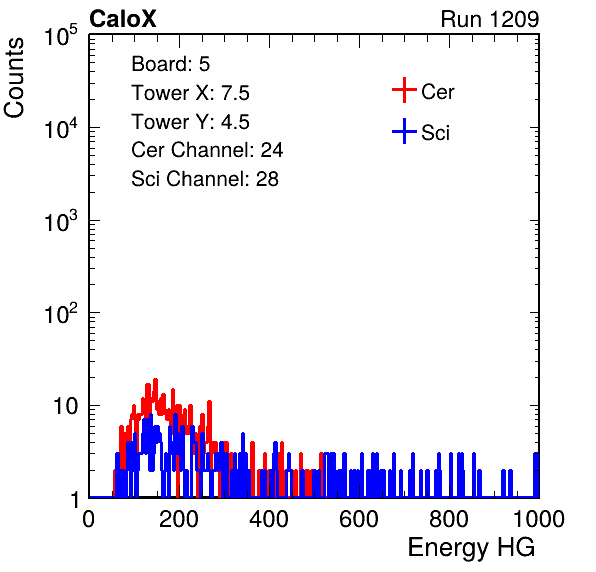 CaloX Run 1209
Counts
Board: 5
Tower X: 7.5
Tower Y: 4.5
Cer Channel: 24
Sci Channel: 28
Cer
Sci
10^5
10^4
10^3
10^2
10
1
0 200 400 600 800 1000
Energy HG